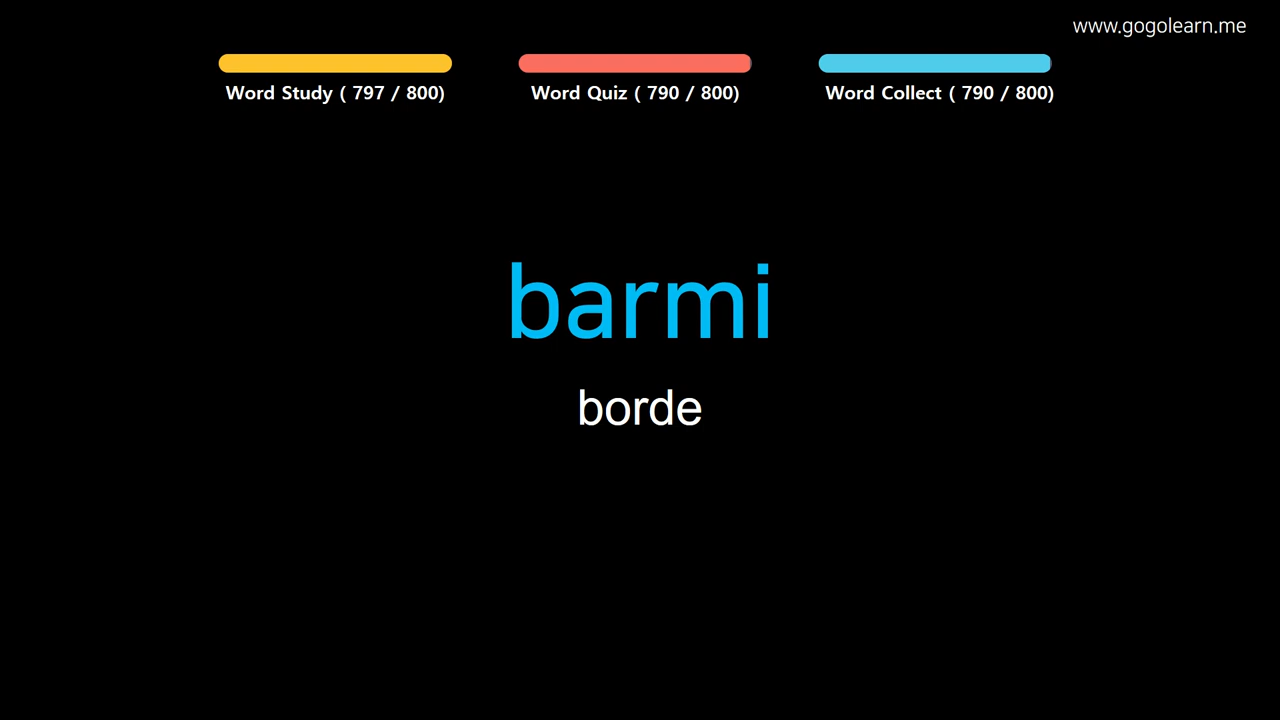 www.gogolearn.me
Word Study ( 797 / 800)
Word Quiz ( 790 / 800)
Word Collect ( 790 / 800)
barmi
borde